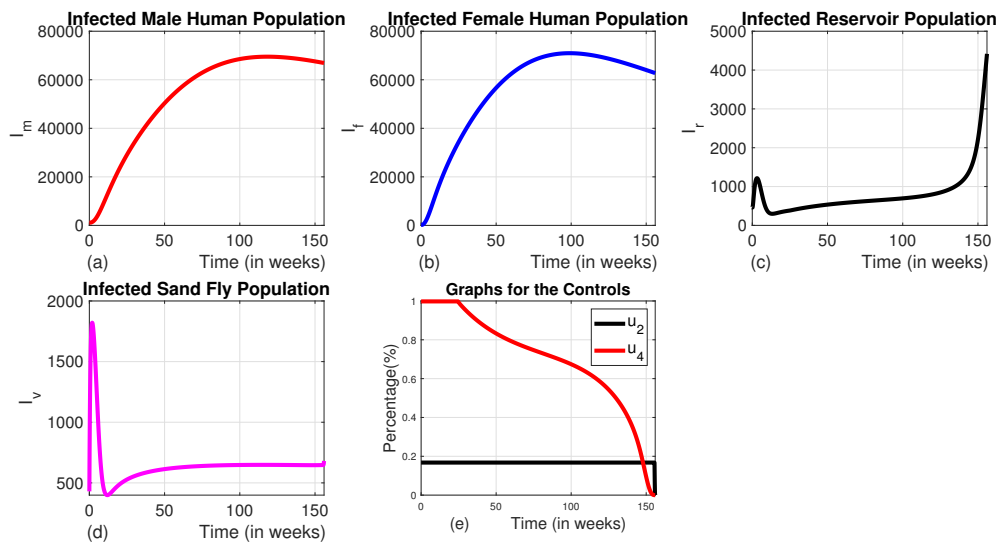 Infected Male Human Population
80000
60000
40000
20000
0
I_m
0 50 100 150
(a) Time (in weeks)
Infected Female Human Population
80000
60000
40000
20000
0
I_f
0 50 100 150
(b) Time (in weeks)
Infected Reservoir Population
5000
4000
3000
2000
1000
0
I_r
0 50 100 150
(c) Time (in weeks)
Infected Sand Fly Population
2000
1500
1000
500
I_v
0 50 100 150
(d) Time (in weeks)
Graphs for the Controls
1
0.8
0.6
0.4
0.2
0
Percentage(%)
u_2
u_4
0 50 100 150
(e) Time (in weeks)